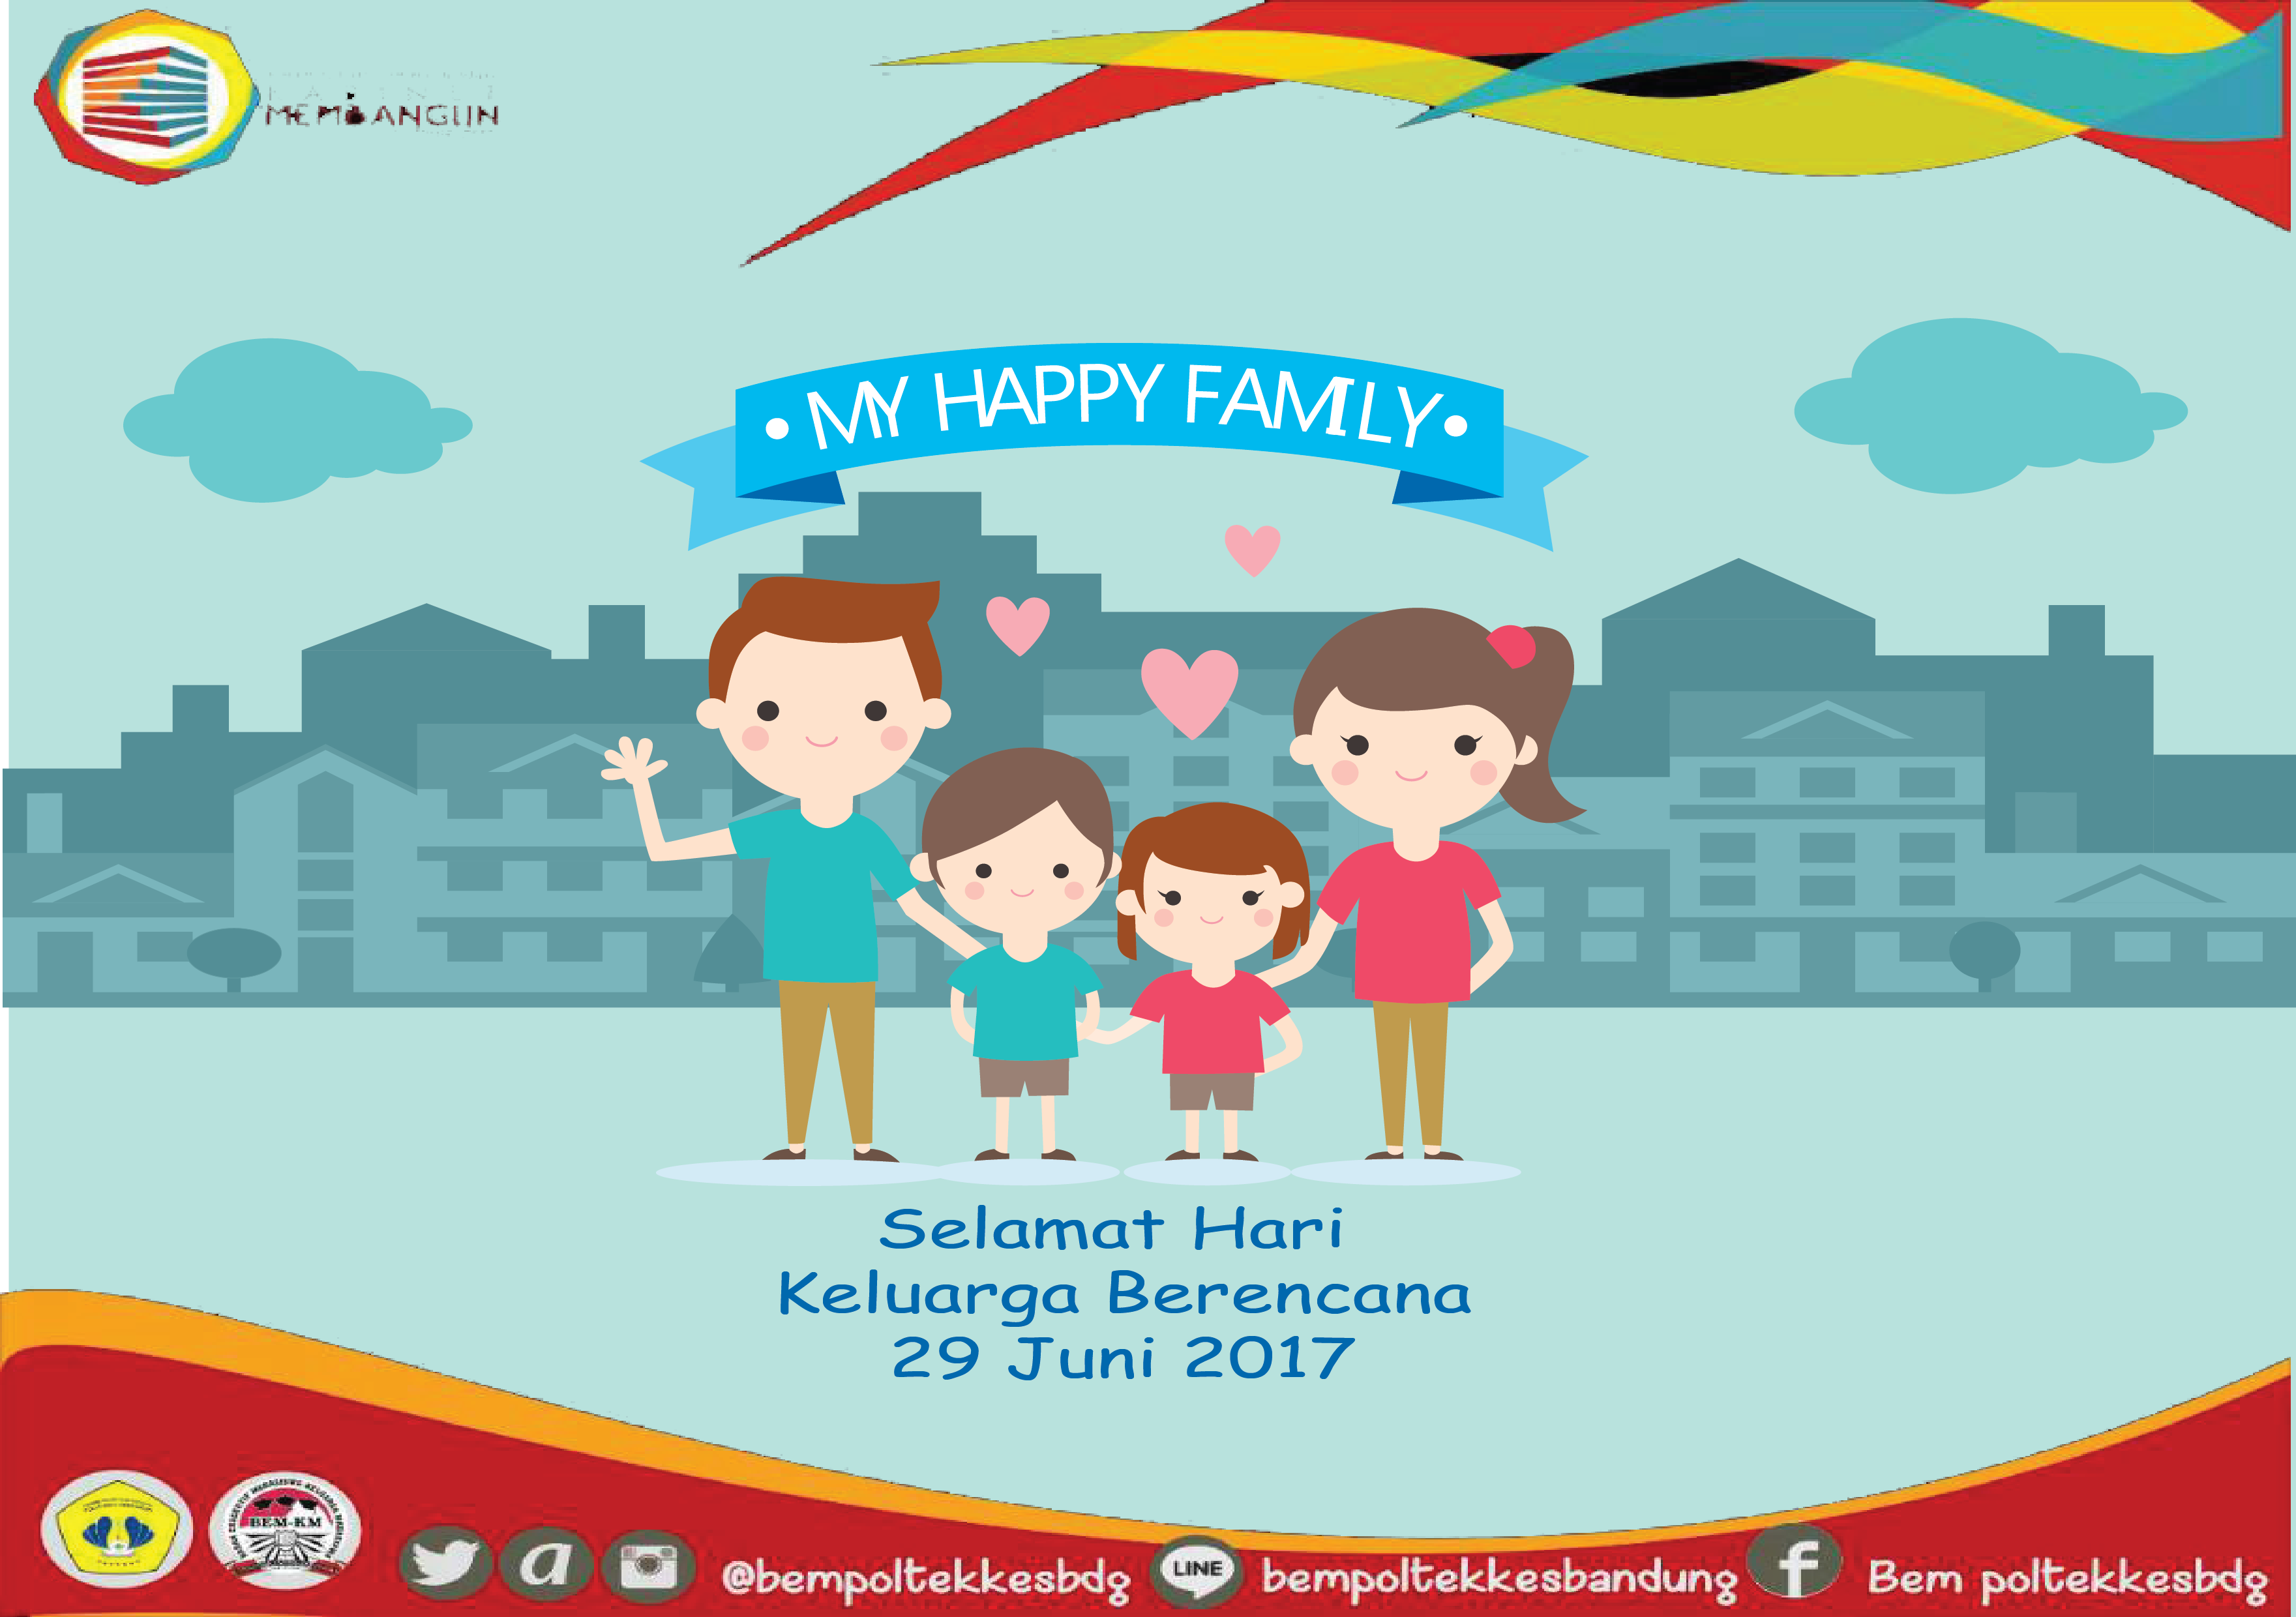 MEMBANGUN
MY HAPPY FAMILY
Selamat Hari
Keluarga Berencana
29 Juni 2017
BEM-KM
a
@bempoltekkesbdg
LINE
bempoltekkesbandung
f
Bem poltekkesbdg